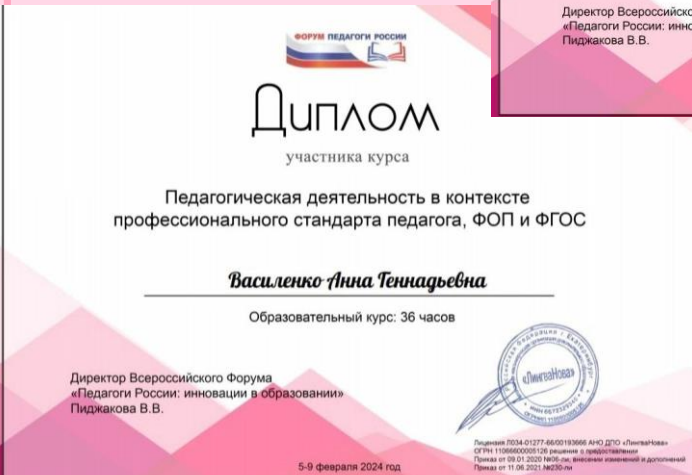 Директор Всероссийско
«Педагоги России: инно
Пиджакова В.В.
ФОРУМ ПЕДАГОГИ РОССИИ
Диплом
участника курса
Педагогическая деятельность в контексте
профессионального стандарта педагога, ФОП и ФГОС
Василенко Анна Геннадьевна
Образовательный курс: 36 часов
Директор Всероссийского Форума
«Педагоги России: инновации в образовании»
Пиджакова В.В.
«ЛингваНова»
Лицензия Л034-01277-66/00193666 АНО ДПО «ЛингваНова»
ОГРН 1106600005126 решение о предоставлении
Приказ от 09.01.2020 №06-ли, внесении изменений и дополнений
Приказ от 11.06.2021 №230-ли
5-9 февраля 2024 год